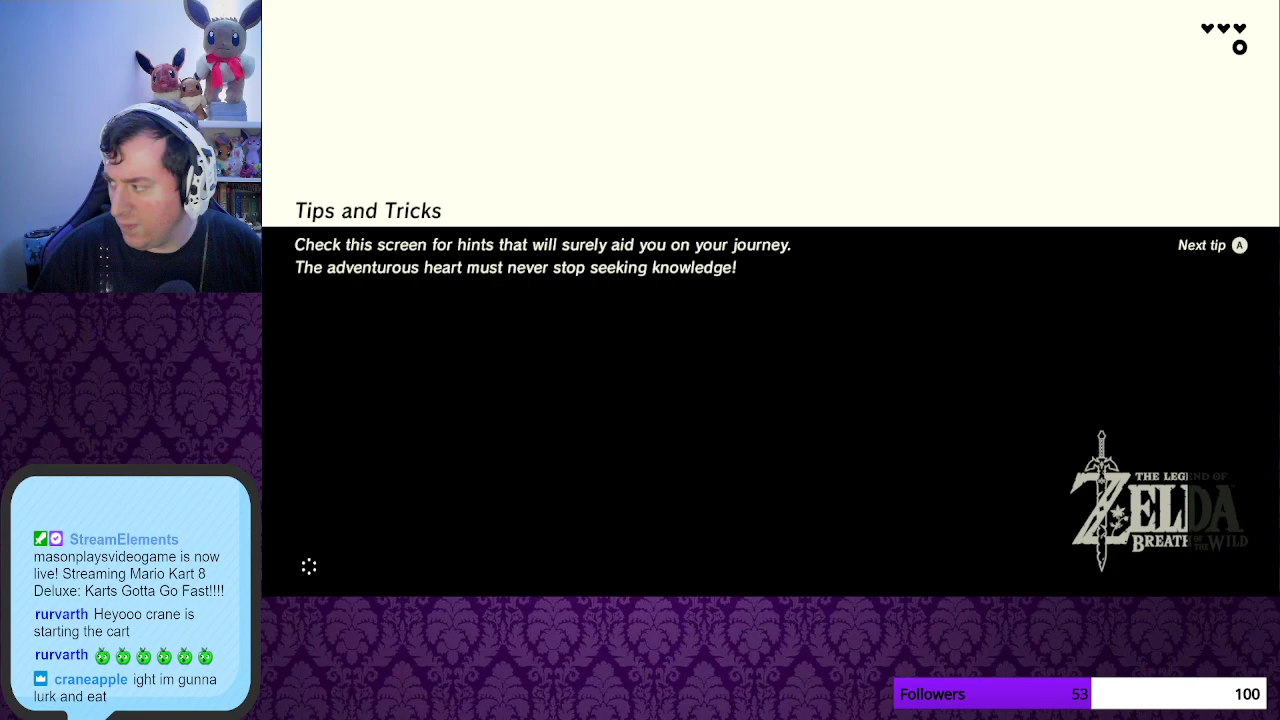 Tips and Tricks
Check this screen for hints that will surely aid you on your journey.
The adventurous heart must never stop seeking knowledge!
Next tip A
THE LEGEND OF
ZELDA
BREATH OF THE WILD
StreamElements
masonplaysvideogame is now
live! Streaming Mario Kart 8
Deluxe: Karts Gotta Go Fast!!!!
rurvarth Heyooo crane is
starting the cart
rurvarth
craneapple ight im gunna
lurk and eat
Followers 53 100